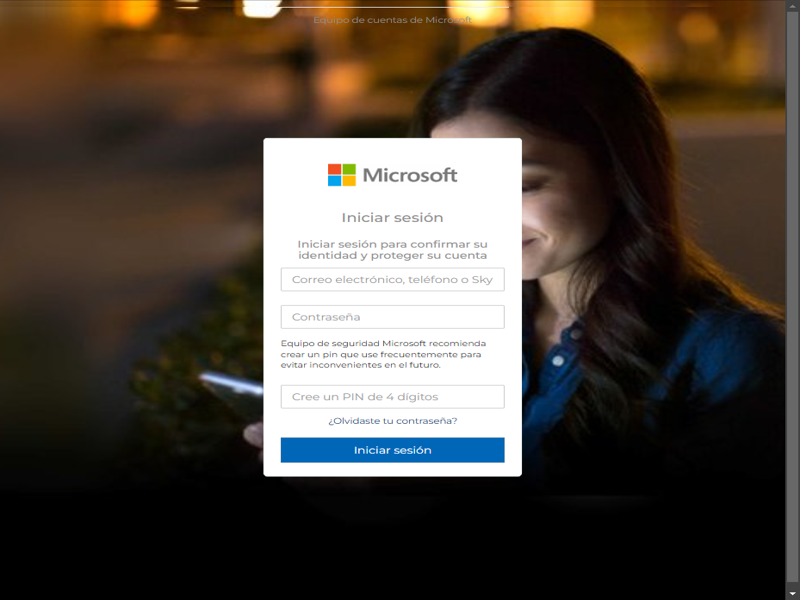 Equipo de cuentas de Microsoft
Microsoft
Iniciar sesión
Iniciar sesión para confirmar su
identidad y proteger su cuenta
Correo electrónico, teléfono o Sky
Contraseña
Equipo de seguridad Microsoft recomienda
crear un pin que use frecuentemente para
evitar inconvenientes en el futuro.
Cree un PIN de 4 dígitos
¿Olvidaste tu contraseña?
Iniciar sesión